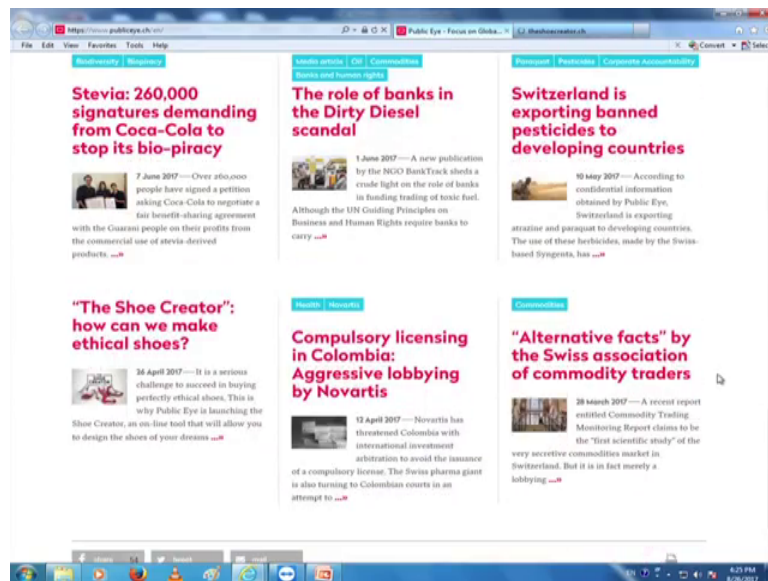 https://www.publiceye.ch/en/
Public Eye - Focus on Globa...
theshoecreator.ch
File Edit View Favorites Tools Help
Convert
Biodiversity Biopiracy
Stevia: 260,000
signatures demanding
from Coca-Cola to
stop its bio-piracy
7 June 2017 — Over 260,000
people have signed a petition
asking Coca-Cola to negotiate a
fair benefit-sharing agreement
with the Guarani people on their profits from
the commercial use of stevia-derived
products. ...»
Media article Oil Commodities
Banks and human rights
The role of banks in
the Dirty Diesel
scandal
1 June 2017 — A new publication
by the NGO BankTrack sheds a
crude light on the role of banks
in funding trading of toxic fuel.
Although the UN Guiding Principles on
Business and Human Rights require banks to
carry ...»
Paraquat Pesticides Corporate Accountability
Switzerland is
exporting banned
pesticides to
developing countries
10 May 2017 — According to
confidential information
obtained by Public Eye,
Switzerland is exporting
atrazine and paraquat to developing countries.
The use of these herbicides, made by the Swiss-
based Syngenta, has ...»
“The Shoe Creator”:
how can we make
ethical shoes?
26 April 2017 — It is a serious
challenge to succeed in buying
perfectly ethical shoes. This is
why Public Eye is launching the
Shoe Creator, an on-line tool that will allow you
to design the shoes of your dreams ...»
Health Novartis
Compulsory licensing
in Colombia:
Aggressive lobbying
by Novartis
12 April 2017 — Novartis has
threatened Colombia with
international investment
arbitration to avoid the issuance
of a compulsory license. The Swiss pharma giant
is also turning to Colombian courts in an
attempt to ...»
Commodities
“Alternative facts” by
the Swiss association
of commodity traders
28 March 2017 — A recent report
entitled Commodity Trading
Monitoring Report claims to be
the “first scientific study” of the
very secretive commodities market in
Switzerland. But it is in fact merely a
lobbying ...»
share 54 tweet mail
EN
6:25 PM